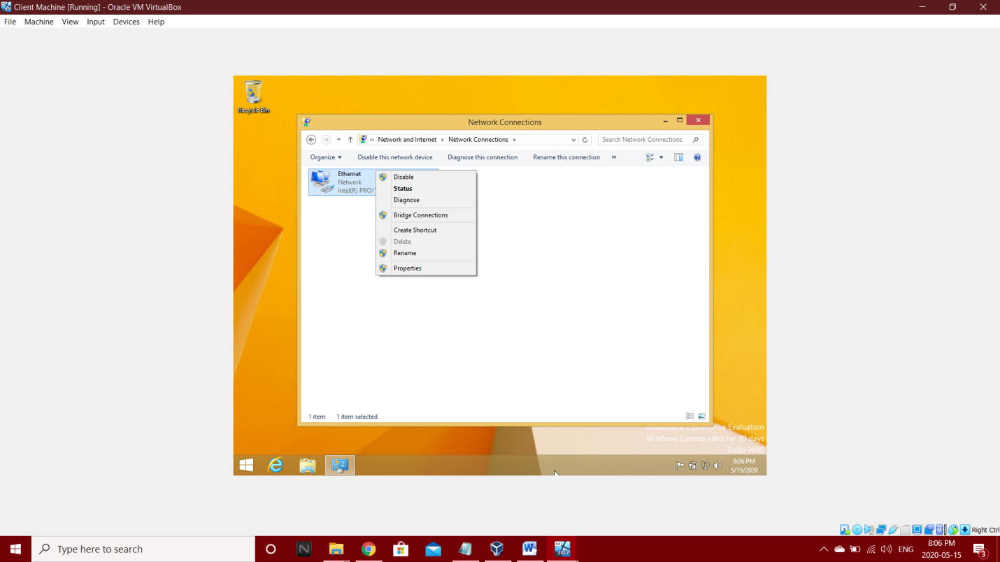 Client Machine [Running] - Oracle VM VirtualBox
File Machine View Input Devices Help
Recycle Bin
Network Connections
« Network and Internet Network Connections
Search Network Connections
Organize Disable this network device Diagnose this connection Rename this connection »
Ethernet
Network
Intel(R) PRO/
Disable
Status
Diagnose
Bridge Connections
Create Shortcut
Delete
Rename
Properties
1 item 1 item selected
Windows 8.1 Enterprise Evaluation
Windows License valid for 90 days
Build 9600
8:06 PM
5/15/2020
Right Ctrl
Type here to search
N
W
2012
ENG
8:06 PM
2020-05-15
3